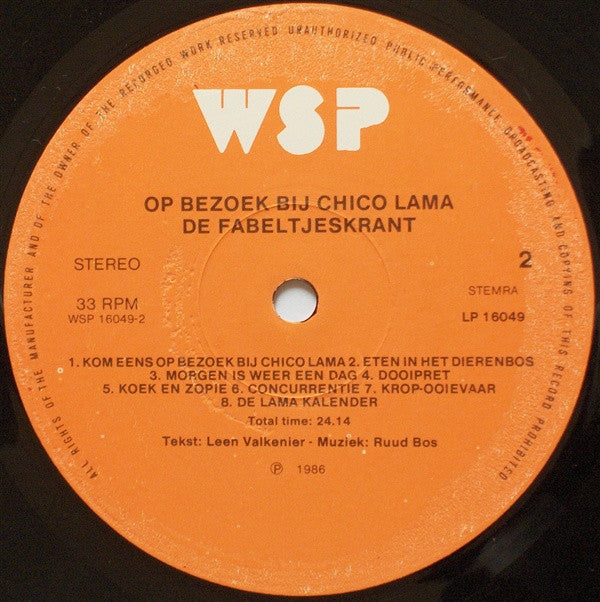 ALL RIGHTS OF THE MANUFACTURER AND OF THE OWNER OF THE RECORDED WORK RESERVED UNAUTHORIZED PUBLIC PERFORMANCE BROADCASTING AND COPYING OF THIS RECORD PROHIBITED
WSP
OP BEZOEK BIJ CHICO LAMA
DE FABELTJESKRANT
STEREO
2
33 RPM
WSP 16049-2
STEMRA
LP 16049
1. KOM EENS OP BEZOEK BIJ CHICO LAMA 2. ETEN IN HET DIERENBOS
3. MORGEN IS WEER EEN DAG 4. DOOIPRET
5. KOEK EN ZOPIE 6. CONCURRENTIE 7. KROP-OOIEVAAR
8. DE LAMA KALENDER
Total time: 24.14
Tekst: Leen Valkenier - Muziek: Ruud Bos
Ⓟ 1986